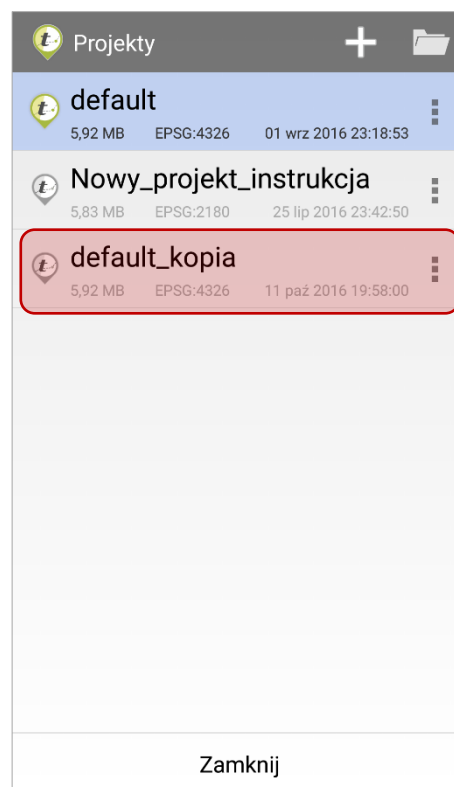 Projekty
default
5,92 MB EPSG:4326 01 wrz 2016 23:18:53
Nowy_projekt_instrukcja
5,83 MB EPSG:2180 25 lip 2016 23:42:50
default_kopia
5,92 MB EPSG:4326 11 paź 2016 19:58:00
Zamknij